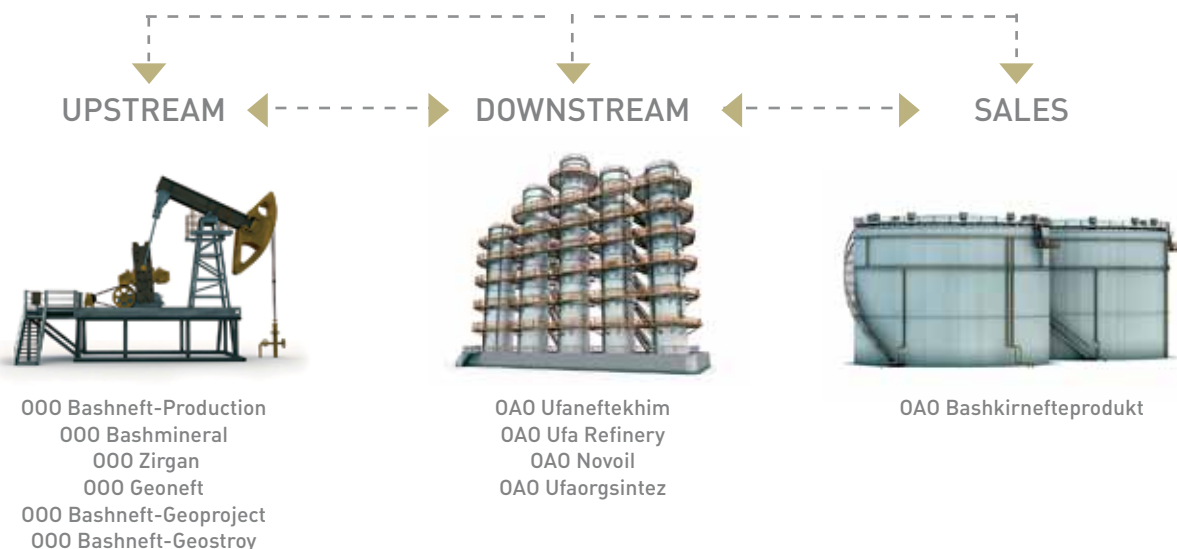 UPSTREAM
DOWNSTREAM
SALES
OOO Bashneft-Production
OOO Bashmineral
OOO Zirgan
OOO Geoneft
OOO Bashneft-Geoproject
OOO Bashneft-Geostroy
OAO Ufaneftekhim
OAO Ufa Refinery
OAO Novoil
OAO Ufaorgsintez
OAO Bashkirnefteprodukt